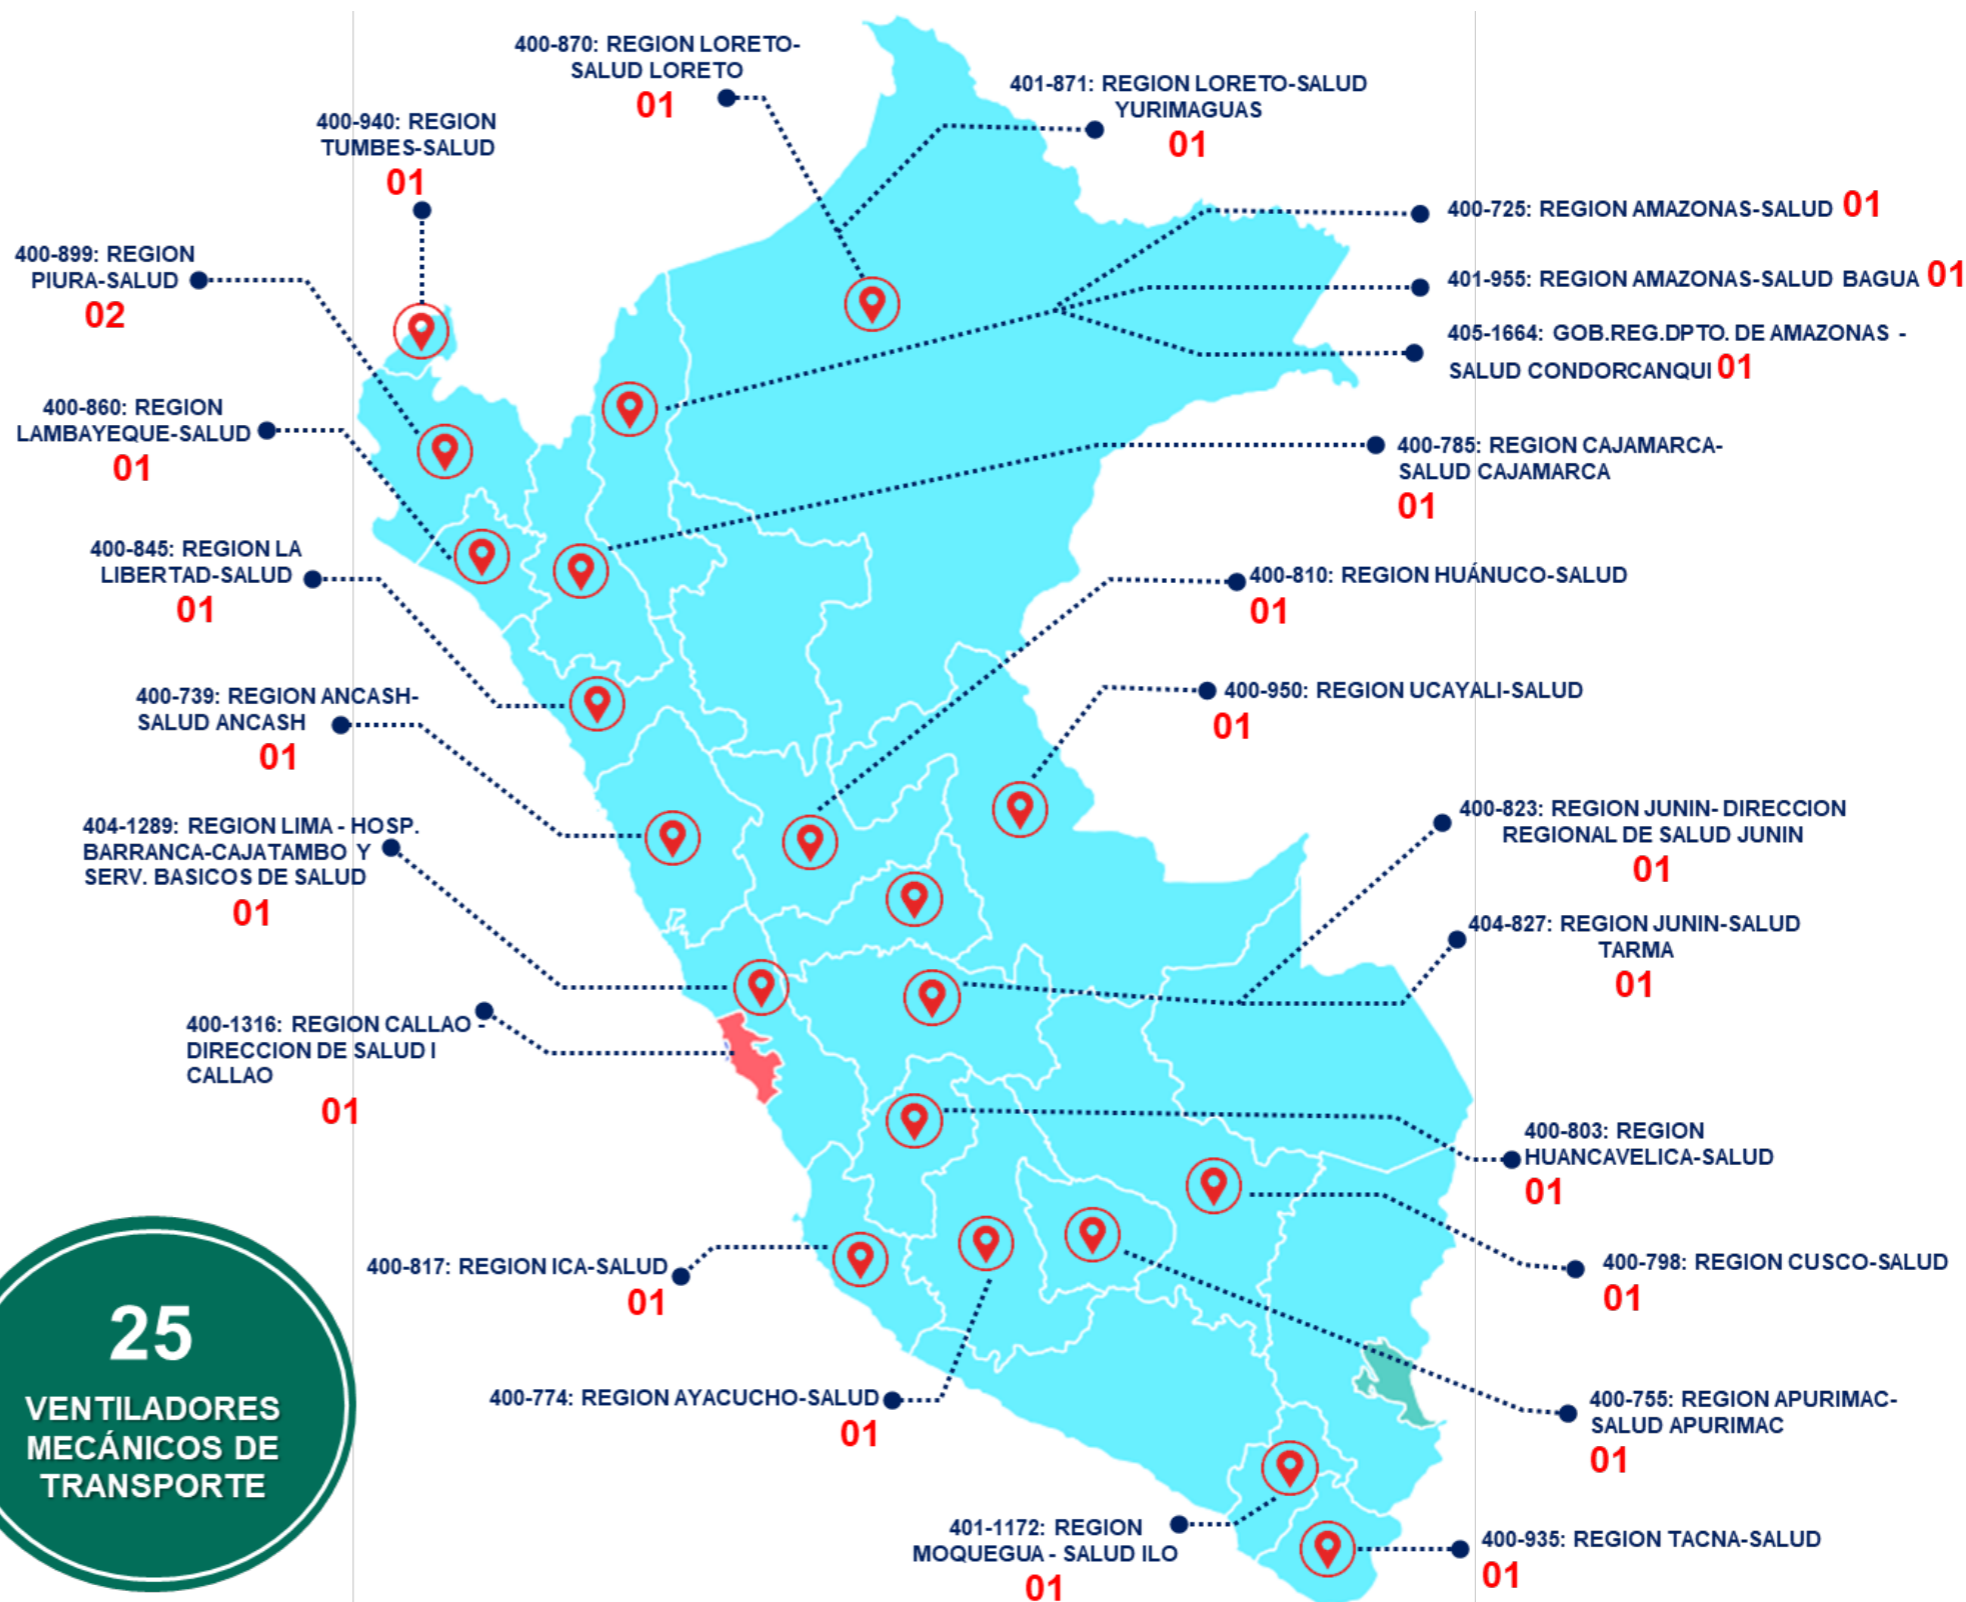 400-870: REGION LORETO-
SALUD LORETO
01
401-871: REGION LORETO-SALUD
YURIMAGUAS
01
400-940: REGION
TUMBES-SALUD
01
400-725: REGION AMAZONAS-SALUD 01
400-899: REGION
PIURA-SALUD
02
401-955: REGION AMAZONAS-SALUD BAGUA 01
405-1664: GOB.REG.DPTO. DE AMAZONAS -
SALUD CONDORCANQUI 01
400-860: REGION
LAMBAYEQUE-SALUD
01
400-785: REGION CAJAMARCA-
SALUD CAJAMARCA
01
400-845: REGION LA
LIBERTAD-SALUD
01
400-810: REGION HUÁNUCO-SALUD
01
400-739: REGION ANCASH-
SALUD ANCASH
01
400-950: REGION UCAYALI-SALUD
01
404-1289: REGION LIMA - HOSP.
BARRANCA-CAJATAMBO Y
SERV. BASICOS DE SALUD
01
400-823: REGION JUNIN- DIRECCION
REGIONAL DE SALUD JUNIN
01
404-827: REGION JUNIN-SALUD
TARMA
01
400-1316: REGION CALLAO -
DIRECCION DE SALUD I
CALLAO
01
400-803: REGION
HUANCAVELICA-SALUD
01
400-817: REGION ICA-SALUD
01
400-798: REGION CUSCO-SALUD
01
25
VENTILADORES
MECÁNICOS DE
TRANSPORTE
400-774: REGION AYACUCHO-SALUD
01
400-755: REGION APURIMAC-
SALUD APURIMAC
01
401-1172: REGION
MOQUEGUA - SALUD ILO
01
400-935: REGION TACNA-SALUD
01